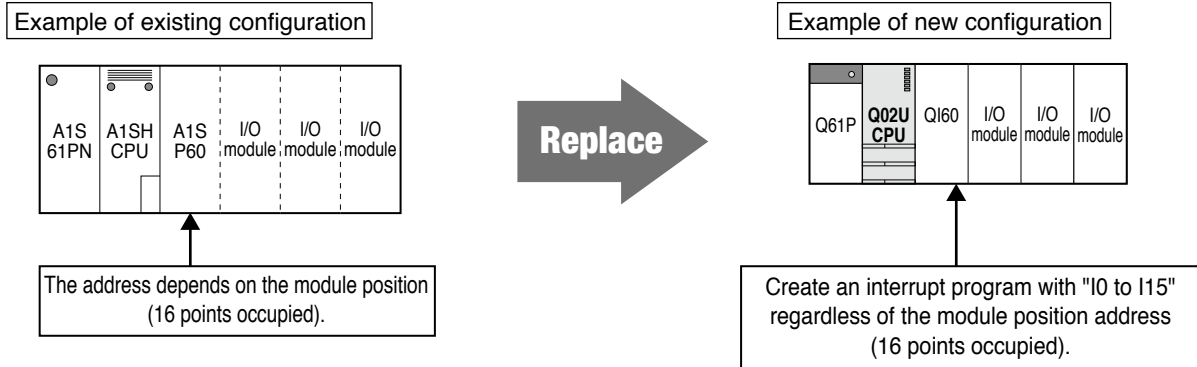 Example of existing configuration
A1S
61PN
A1SH
CPU
A1S
P60
I/O
module
I/O
module
I/O
module
The address depends on the module position
(16 points occupied).
Replace
Example of new configuration
Q61P
Q02U
CPU
QI60
I/O
module
I/O
module
I/O
module
Create an interrupt program with "I0 to I15"
regardless of the module position address
(16 points occupied).